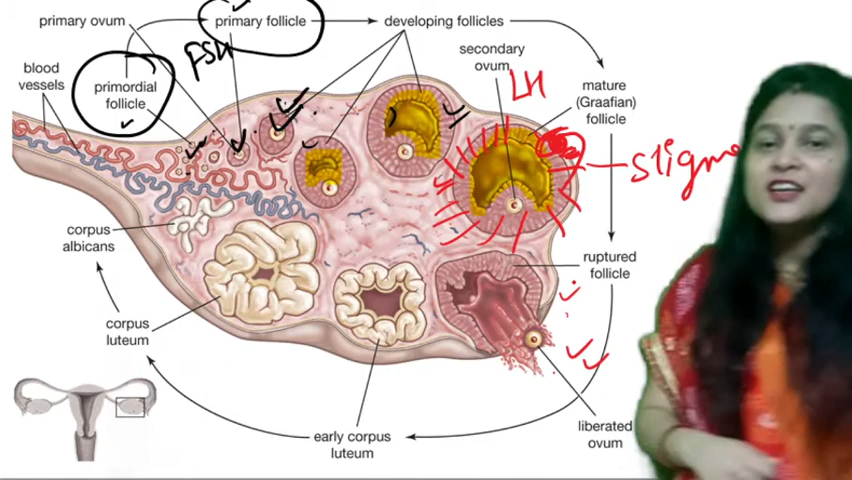 primary ovum
primary follicle
developing follicles
FSH
secondary
ovum
LH
blood
vessels
primordial
follicle
mature
(Graafian)
follicle
stigma
corpus
albicans
ruptured
follicle
corpus
luteum
early corpus
luteum
liberated
ovum